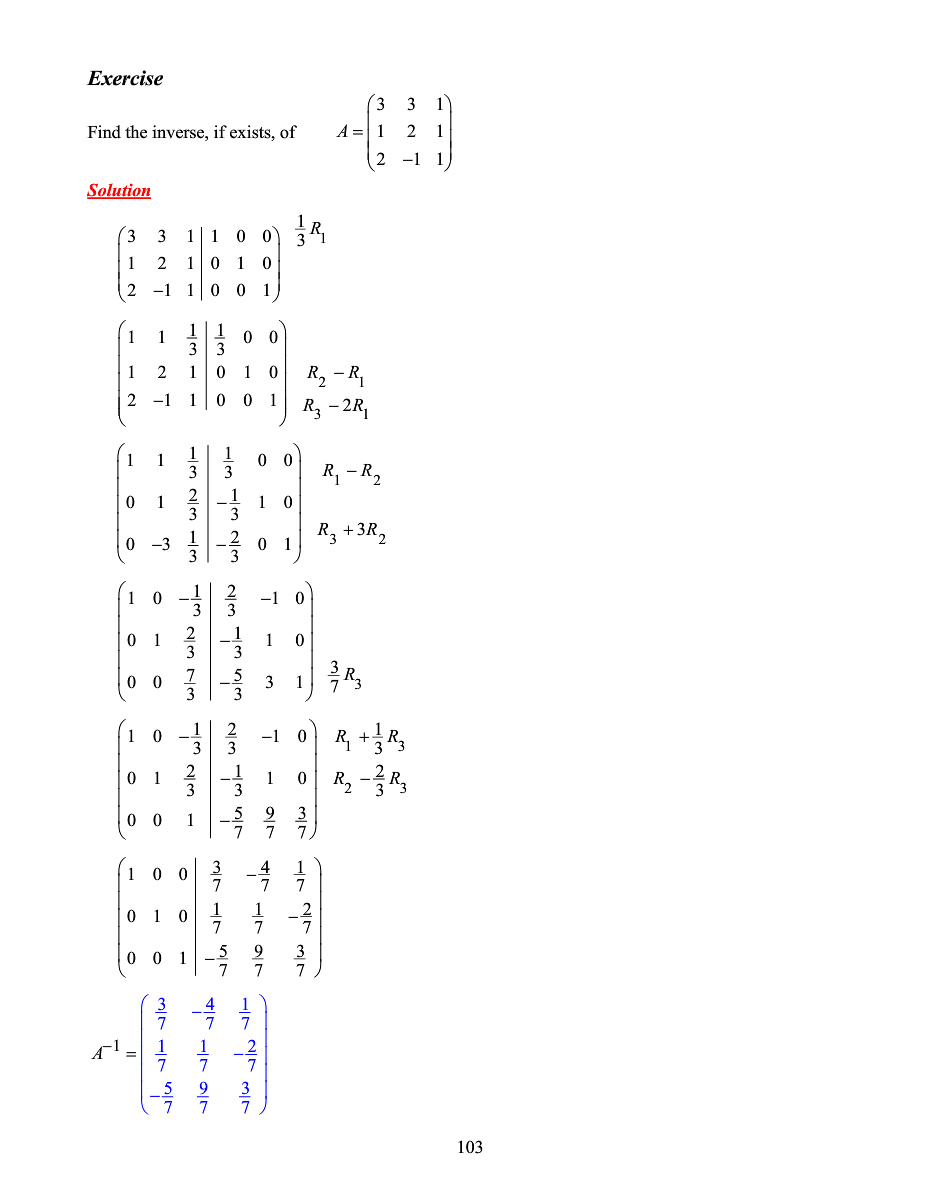 Exercise
Find the inverse, if exists, of A = \begin{pmatrix} 3 & 3 & 1 \\ 1 & 2 & 1 \\ 2 & -1 & 1 \end{pmatrix}
Solution
\left(\begin{array}{ccc|ccc} 3 & 3 & 1 & 1 & 0 & 0 \\ 1 & 2 & 1 & 0 & 1 & 0 \\ 2 & -1 & 1 & 0 & 0 & 1 \end{array}\right) \begin{matrix} \frac{1}{3}R_1 \\ \\ \\ \end{matrix}
\left(\begin{array}{ccc|ccc} 1 & 1 & \frac{1}{3} & \frac{1}{3} & 0 & 0 \\ 1 & 2 & 1 & 0 & 1 & 0 \\ 2 & -1 & 1 & 0 & 0 & 1 \end{array}\right) \begin{matrix} \\ R_2 - R_1 \\ R_3 - 2R_1 \end{matrix}
\left(\begin{array}{ccc|ccc} 1 & 1 & \frac{1}{3} & \frac{1}{3} & 0 & 0 \\ 0 & 1 & \frac{2}{3} & -\frac{1}{3} & 1 & 0 \\ 0 & -3 & \frac{1}{3} & -\frac{2}{3} & 0 & 1 \end{array}\right) \begin{matrix} R_1 - R_2 \\ \\ R_3 + 3R_2 \end{matrix}
\left(\begin{array}{ccc|ccc} 1 & 0 & -\frac{1}{3} & \frac{2}{3} & -1 & 0 \\ 0 & 1 & \frac{2}{3} & -\frac{1}{3} & 1 & 0 \\ 0 & 0 & \frac{7}{3} & -\frac{5}{3} & 3 & 1 \end{array}\right) \begin{matrix} \\ \\ \frac{3}{7}R_3 \end{matrix}
\left(\begin{array}{ccc|ccc} 1 & 0 & -\frac{1}{3} & \frac{2}{3} & -1 & 0 \\ 0 & 1 & \frac{2}{3} & -\frac{1}{3} & 1 & 0 \\ 0 & 0 & 1 & -\frac{5}{7} & \frac{9}{7} & \frac{3}{7} \end{array}\right) \begin{matrix} R_1 + \frac{1}{3}R_3 \\ R_2 - \frac{2}{3}R_3 \\ \\ \end{matrix}
\left(\begin{array}{ccc|ccc} 1 & 0 & 0 & \frac{3}{7} & -\frac{4}{7} & \frac{1}{7} \\ 0 & 1 & 0 & \frac{1}{7} & \frac{1}{7} & -\frac{2}{7} \\ 0 & 0 & 1 & -\frac{5}{7} & \frac{9}{7} & \frac{3}{7} \end{array}\right)
A^{-1} = \begin{pmatrix} \frac{3}{7} & -\frac{4}{7} & \frac{1}{7} \\ \frac{1}{7} & \frac{1}{7} & -\frac{2}{7} \\ -\frac{5}{7} & \frac{9}{7} & \frac{3}{7} \end{pmatrix}
103